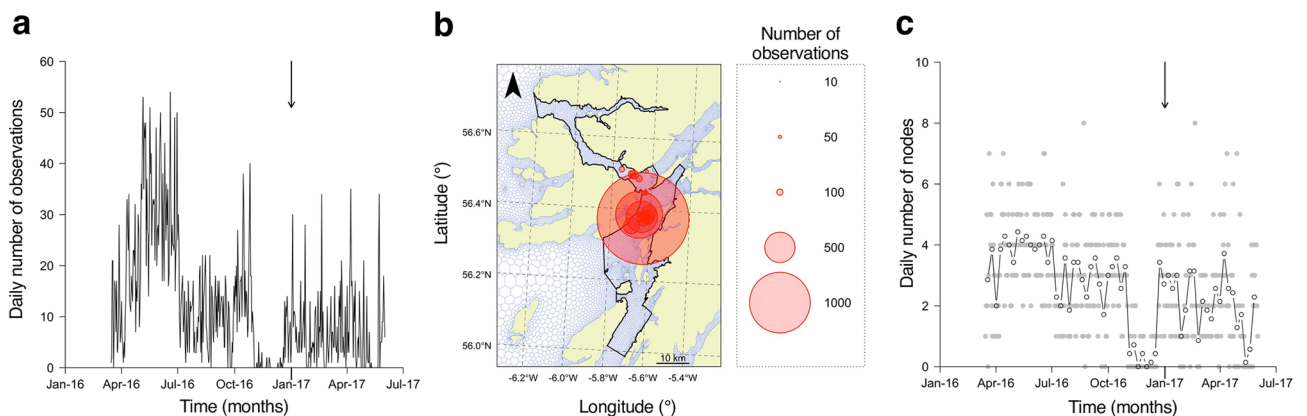 a
Daily number of observations
60
50
40
30
20
10
0
Jan-16
Apr-16
Jul-16
Oct-16
Jan-17
Apr-17
Jul-17
Time (months)
b
Latitude (°)
56.6°N
56.4°N
56.2°N
56.0°N
10 km
-6.2°W
-6.0°W
-5.8°W
-5.6°W
-5.4°W
Longitude (°)
Number of
observations
10
50
100
500
1000
c
Daily number of nodes
10
8
6
4
2
0
Jan-16
Apr-16
Jul-16
Oct-16
Jan-17
Apr-17
Jul-17
Time (months)